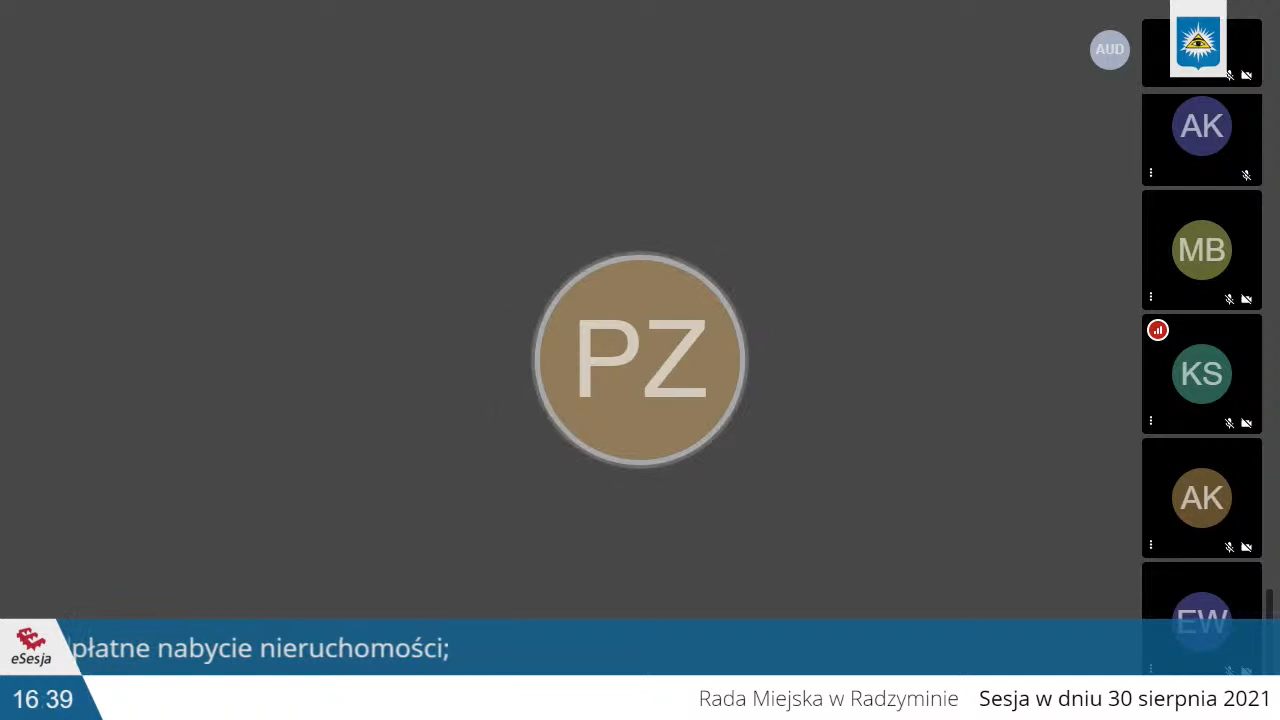 AUD
AK
MB
KS
PZ
AK
EW
płatne nabycie nieruchomości;
eSesja
16:39
Rada Miejska w Radzyminie Sesja w dniu 30 sierpnia 2021